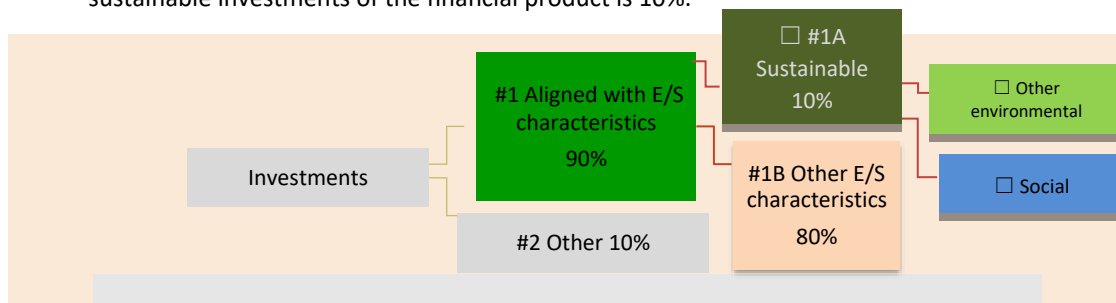 sustainable investments of the financial product is 10%.
☐ #1A
Sustainable
10%
#1 Aligned with E/S
characteristics
90%
☐ Other
environmental
Investments
#1B Other E/S
characteristics
80%
☐ Social
#2 Other 10%